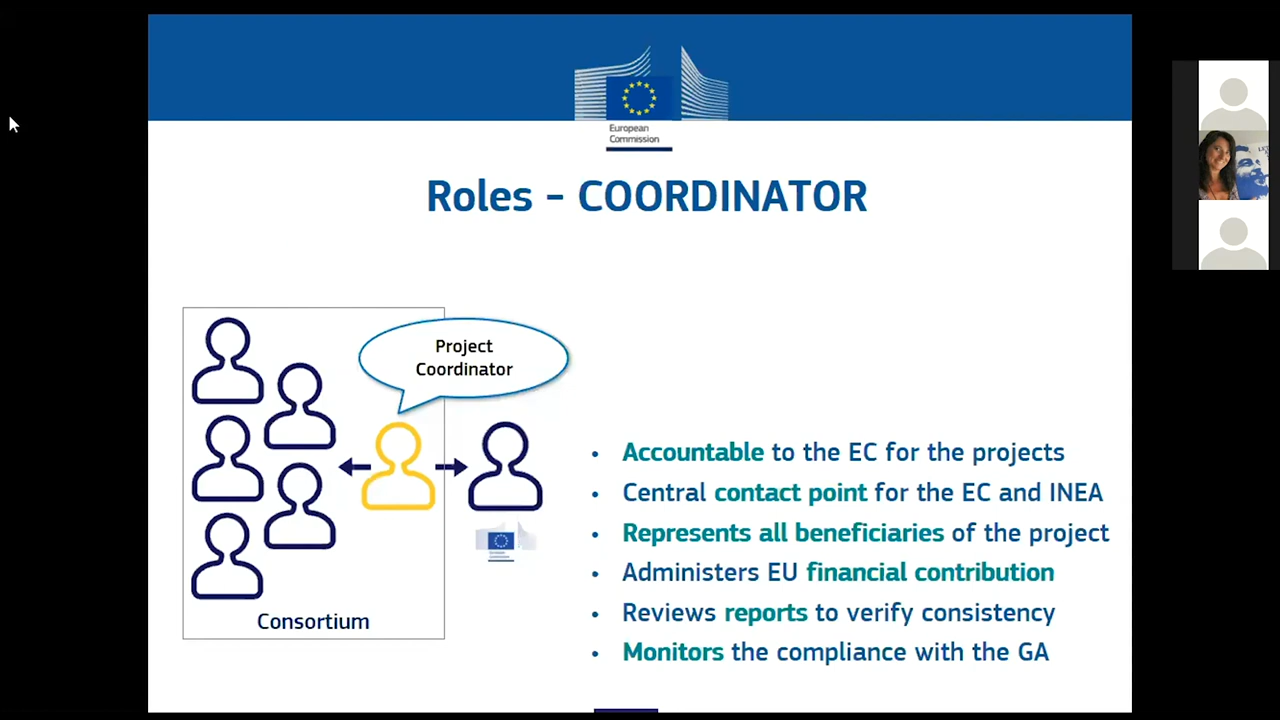 European
Commission
Roles – COORDINATOR
Project
Coordinator
Consortium
• Accountable to the EC for the projects
• Central contact point for the EC and INEA
• Represents all beneficiaries of the project
• Administers EU financial contribution
• Reviews reports to verify consistency
• Monitors the compliance with the GA